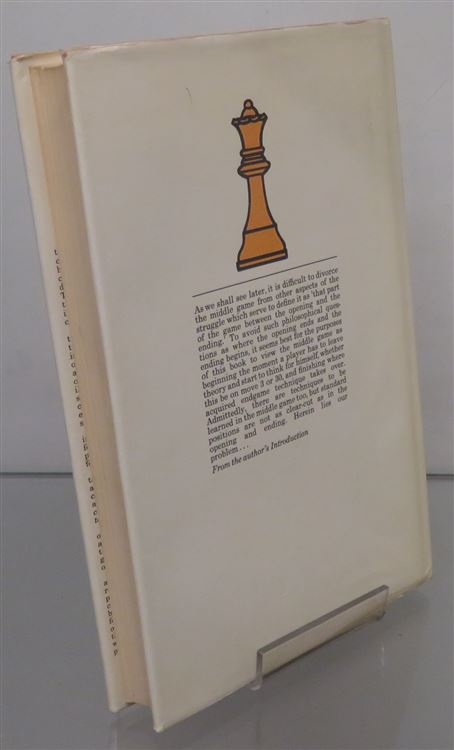 As we shall see later, it is difficult to divorce
the middle game from other aspects of the
struggle which serve to define it as 'that part
of the game between the opening and the
ending.' To avoid such philosophical ques-
tions as where the opening ends and the
ending begins, it seems best for the purposes
of this book to view the middle game as
beginning the moment a player has to leave
theory and start to think for himself, whether
this be on move 3 or 30, and finishing where
acquired endgame technique takes over.
Admittedly, there are techniques to be
learned in the middle game too, but standard
positions are not as clear-cut as in the
opening and ending. Herein lies our
problem...
From the author's Introduction